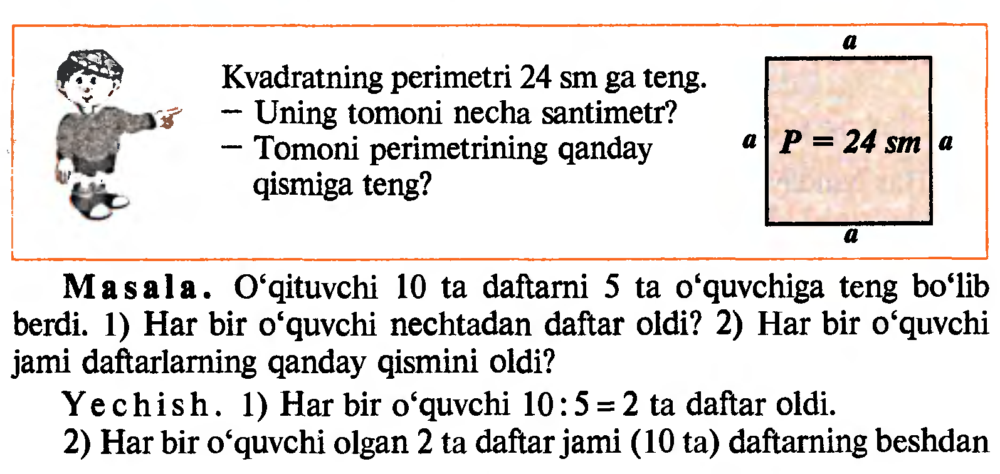 a
Kvadratning perimetri 24 sm ga teng.
— Uning tomoni necha santimetr?
— Tomoni perimetrining qanday
qismiga teng?
a P = 24 sm a
a
Masala. O‘qituvchi 10 ta daftarni 5 ta o‘quvchiga teng bo‘lib
berdi. 1) Har bir o‘quvchi nechtadan daftar oldi? 2) Har bir o‘quvchi
jami daftarlarning qanday qismini oldi?
Yechish. 1) Har bir o‘quvchi 10 : 5 = 2 ta daftar oldi.
2) Har bir o‘quvchi olgan 2 ta daftar jami (10 ta) daftarning beshdan